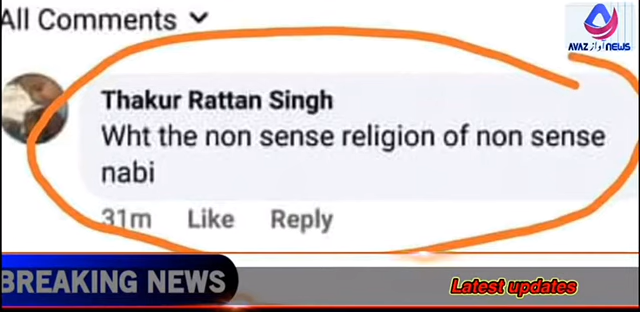 All Comments
AVAZ آواز NEWS
Thakur Rattan Singh
Wht the non sense religion of non sense
nabi
31m Like Reply
BREAKING NEWS
Latest updates